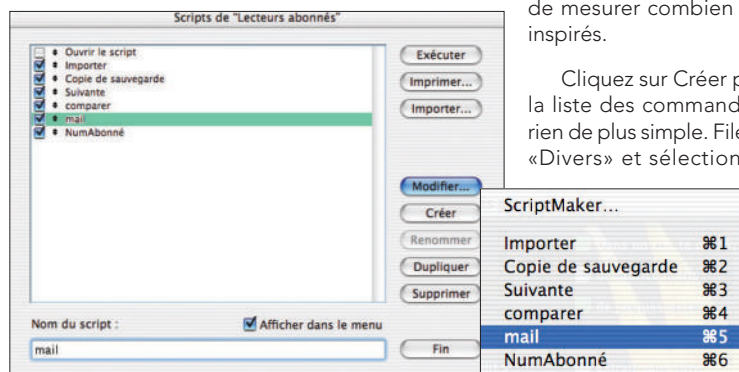 Scripts de "Lecteurs abonnés"
Ouvrir le script
Importer
Copie de sauvegarde
Suivante
comparer
mail
NumAbonné
Exécuter
Imprimer...
Importer...
Modifier...
Créer
Renommer
Dupliquer
Supprimer
Nom du script :
Afficher dans le menu
mail
Fin
de mesurer combien
inspirés.
Cliquez sur Créer p
la liste des command
rien de plus simple. File
«Divers» et sélection
ScriptMaker...
Importer ⌘1
Copie de sauvegarde ⌘2
Suivante ⌘3
comparer ⌘4
mail ⌘5
NumAbonné ⌘6